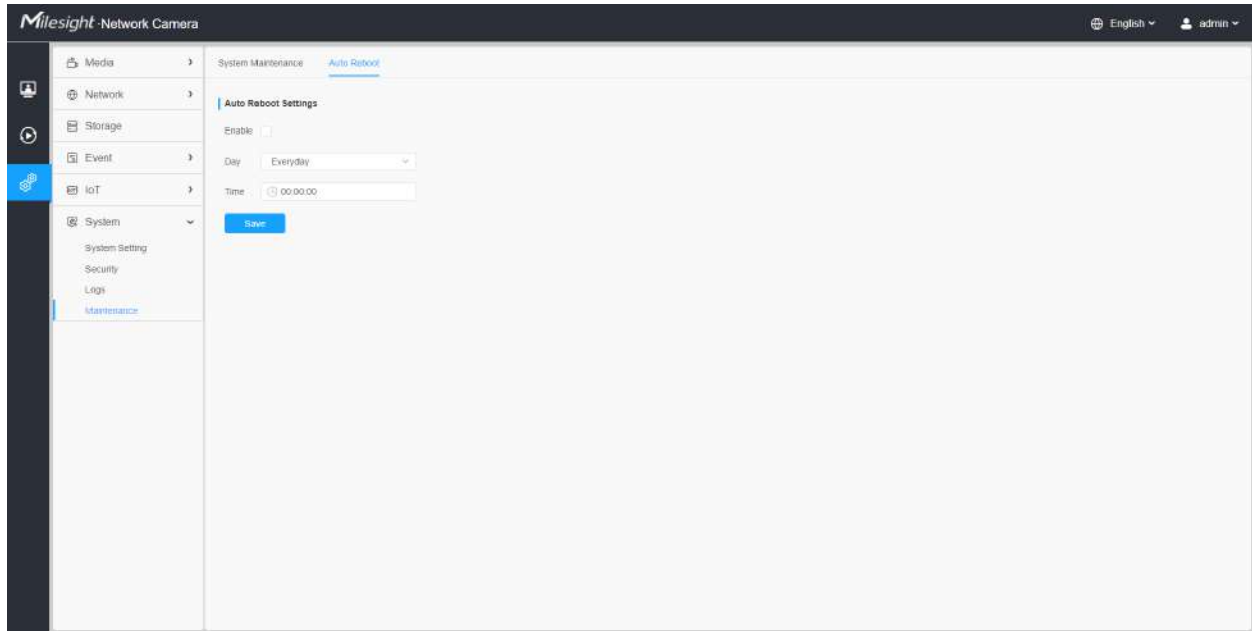 Milesight Network Camera
English
admin
Media
Network
Storage
Event
IoT
System
System Setting
Security
Logs
Maintenance
System Maintenance
Auto Reboot
Auto Reboot Settings
Enable
Day Everyday
Time 00:00:00
Save